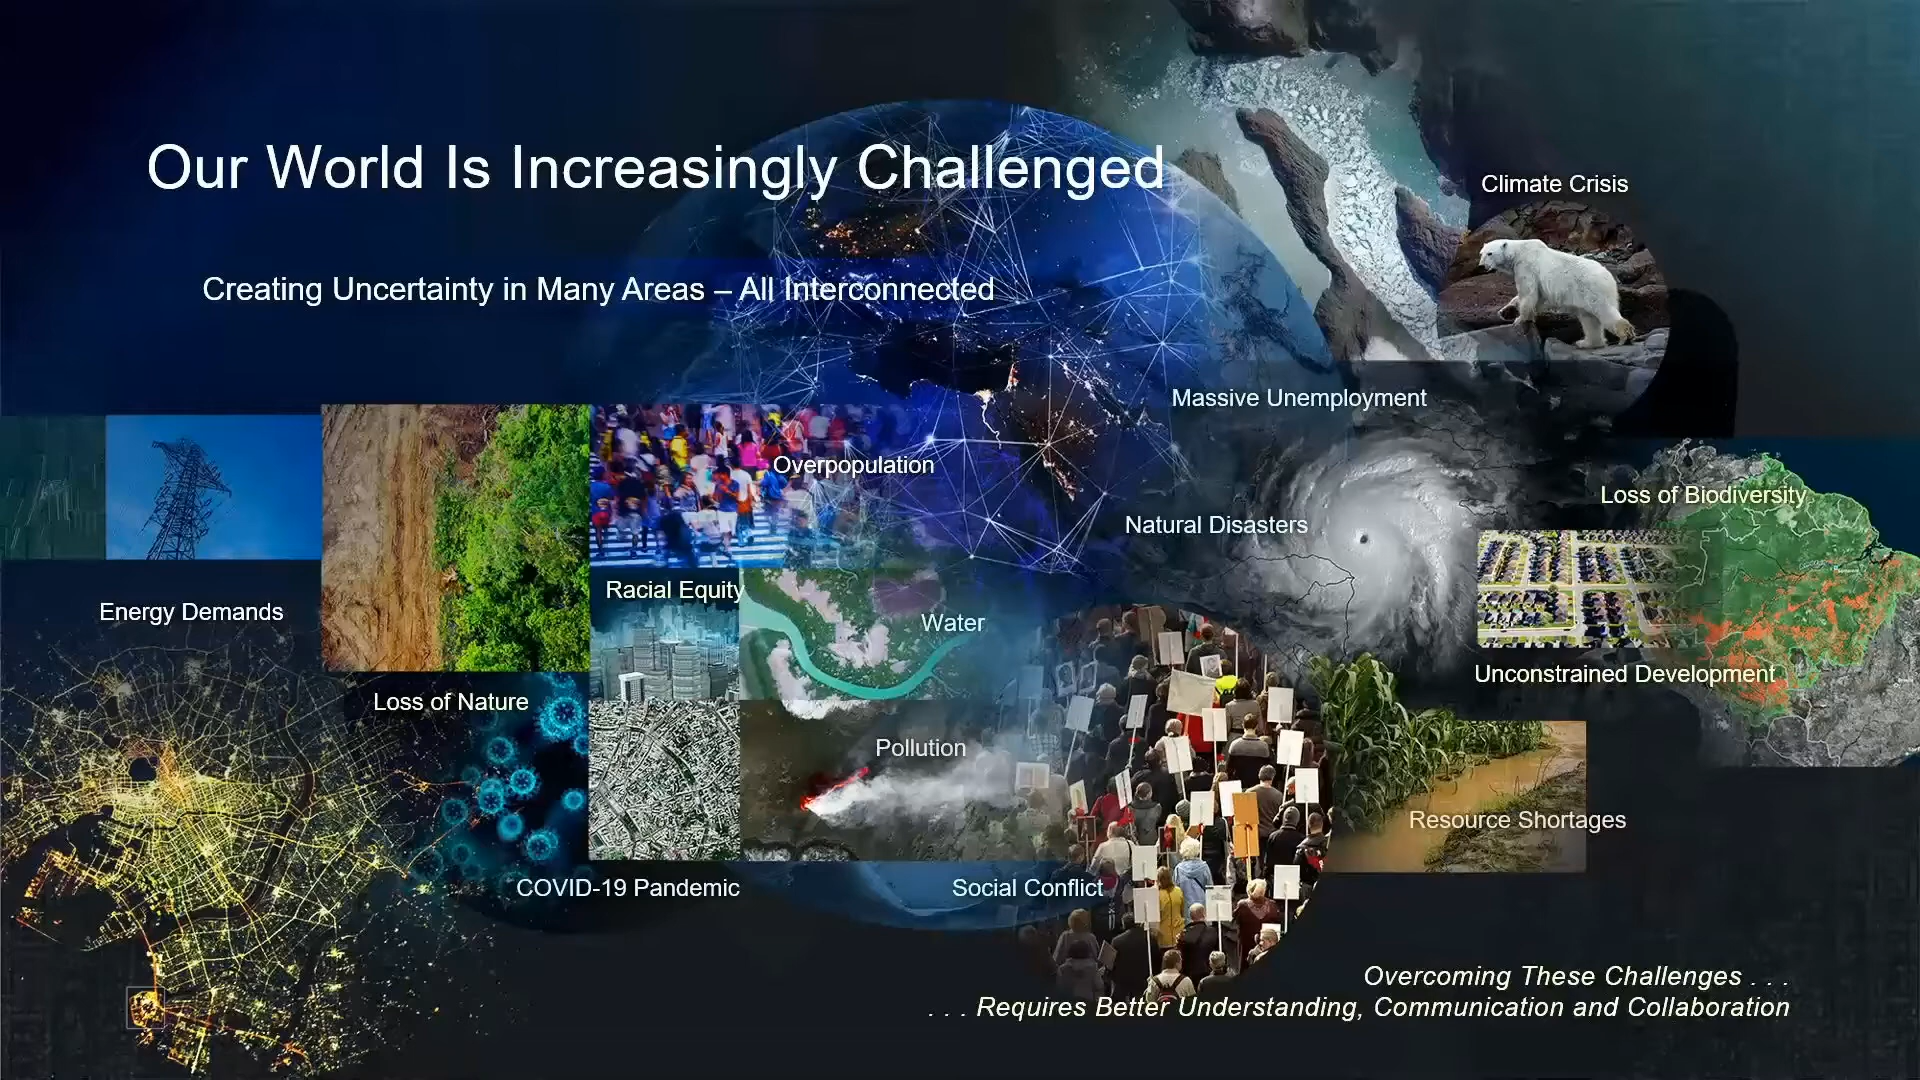 Our World Is Increasingly Challenged
Climate Crisis
Creating Uncertainty in Many Areas – All Interconnected
Massive Unemployment
Overpopulation
Loss of Biodiversity
Natural Disasters
Racial Equity
Energy Demands
Water
Unconstrained Development
Loss of Nature
Pollution
Resource Shortages
COVID-19 Pandemic
Social Conflict
Overcoming These Challenges . . .
. . . Requires Better Understanding, Communication and Collaboration